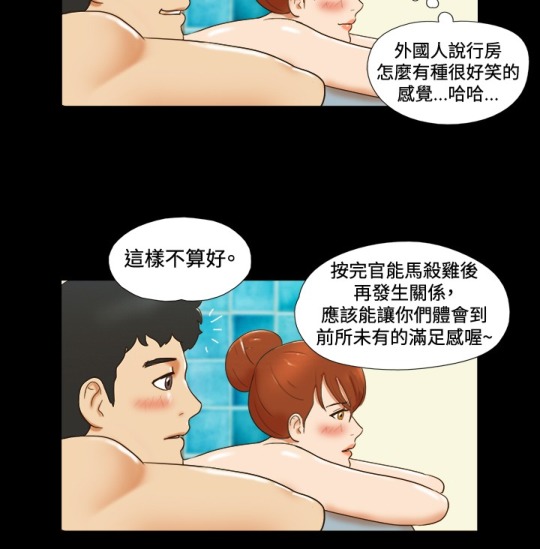 外國人說行房
怎麼有種很好笑的
感覺...哈哈...
這樣不算好。
按完官能馬殺雞後
再發生關係，
應該能讓你們體會到
前所未有的滿足感喔~